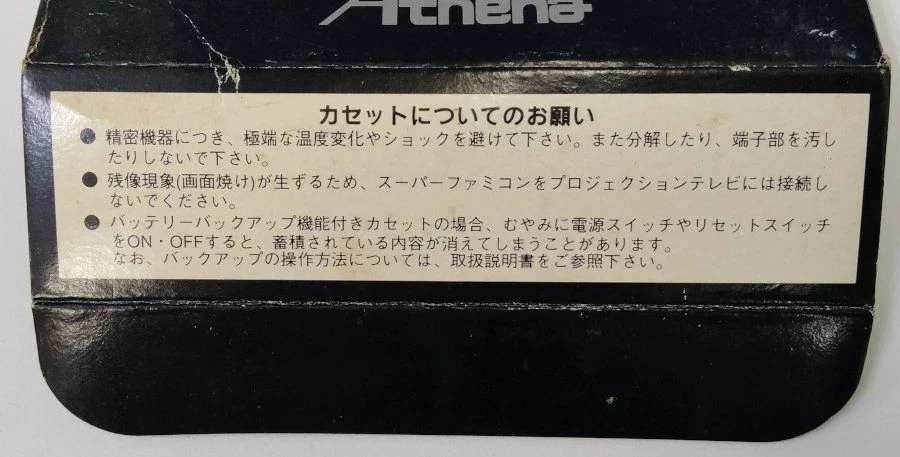 Athena
カセットについてのお願い
● 精密機器につき、極端な温度変化やショックを避けて下さい。また分解したり、端子部を汚し
たりしないで下さい。
● 残像現象(画面焼け)が生ずるため、スーパーファミコンをプロジェクションテレビには接続し
ないでください。
● バッテリーバックアップ機能付きカセットの場合、むやみに電源スイッチやリセットスイッチ
をON・OFFすると、蓄積されている内容が消えてしまうことがあります。
なお、バックアップの操作方法については、取扱説明書をご参照下さい。